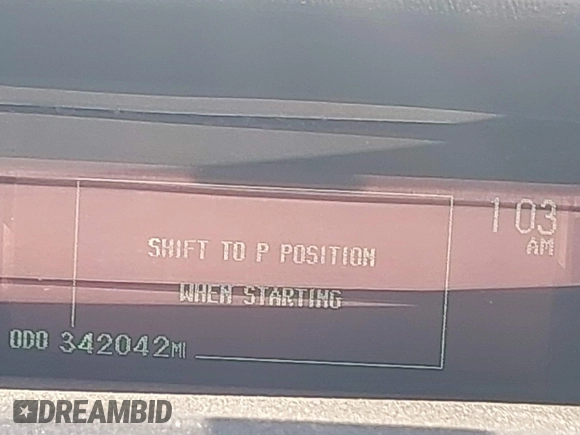 1 03
AM
SHIFT TO P POSITION
WHEN STARTING
ODO 342042MI
DREAMBID